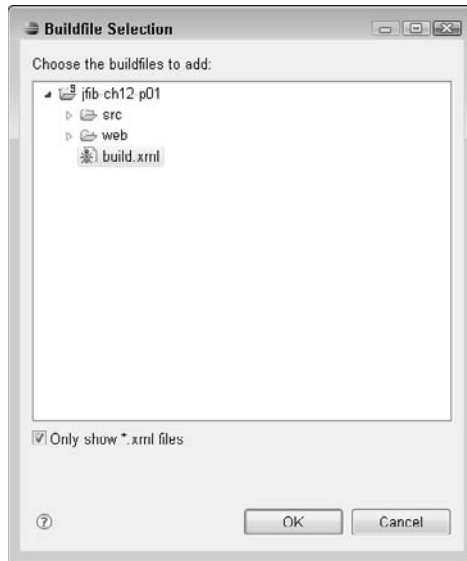 Buildfile Selection
Choose the buildfiles to add:
jfib-ch12-p01
src
web
build.xml
Only show *.xml files
OK
Cancel